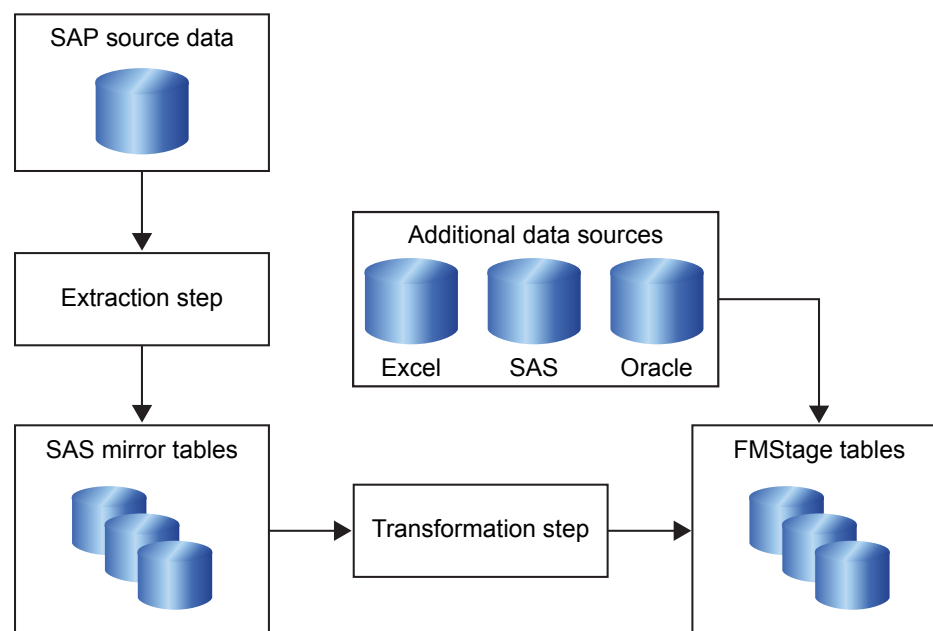 SAP source data
Extraction step
Additional data sources
Excel
SAS
Oracle
SAS mirror tables
Transformation step
FMStage tables